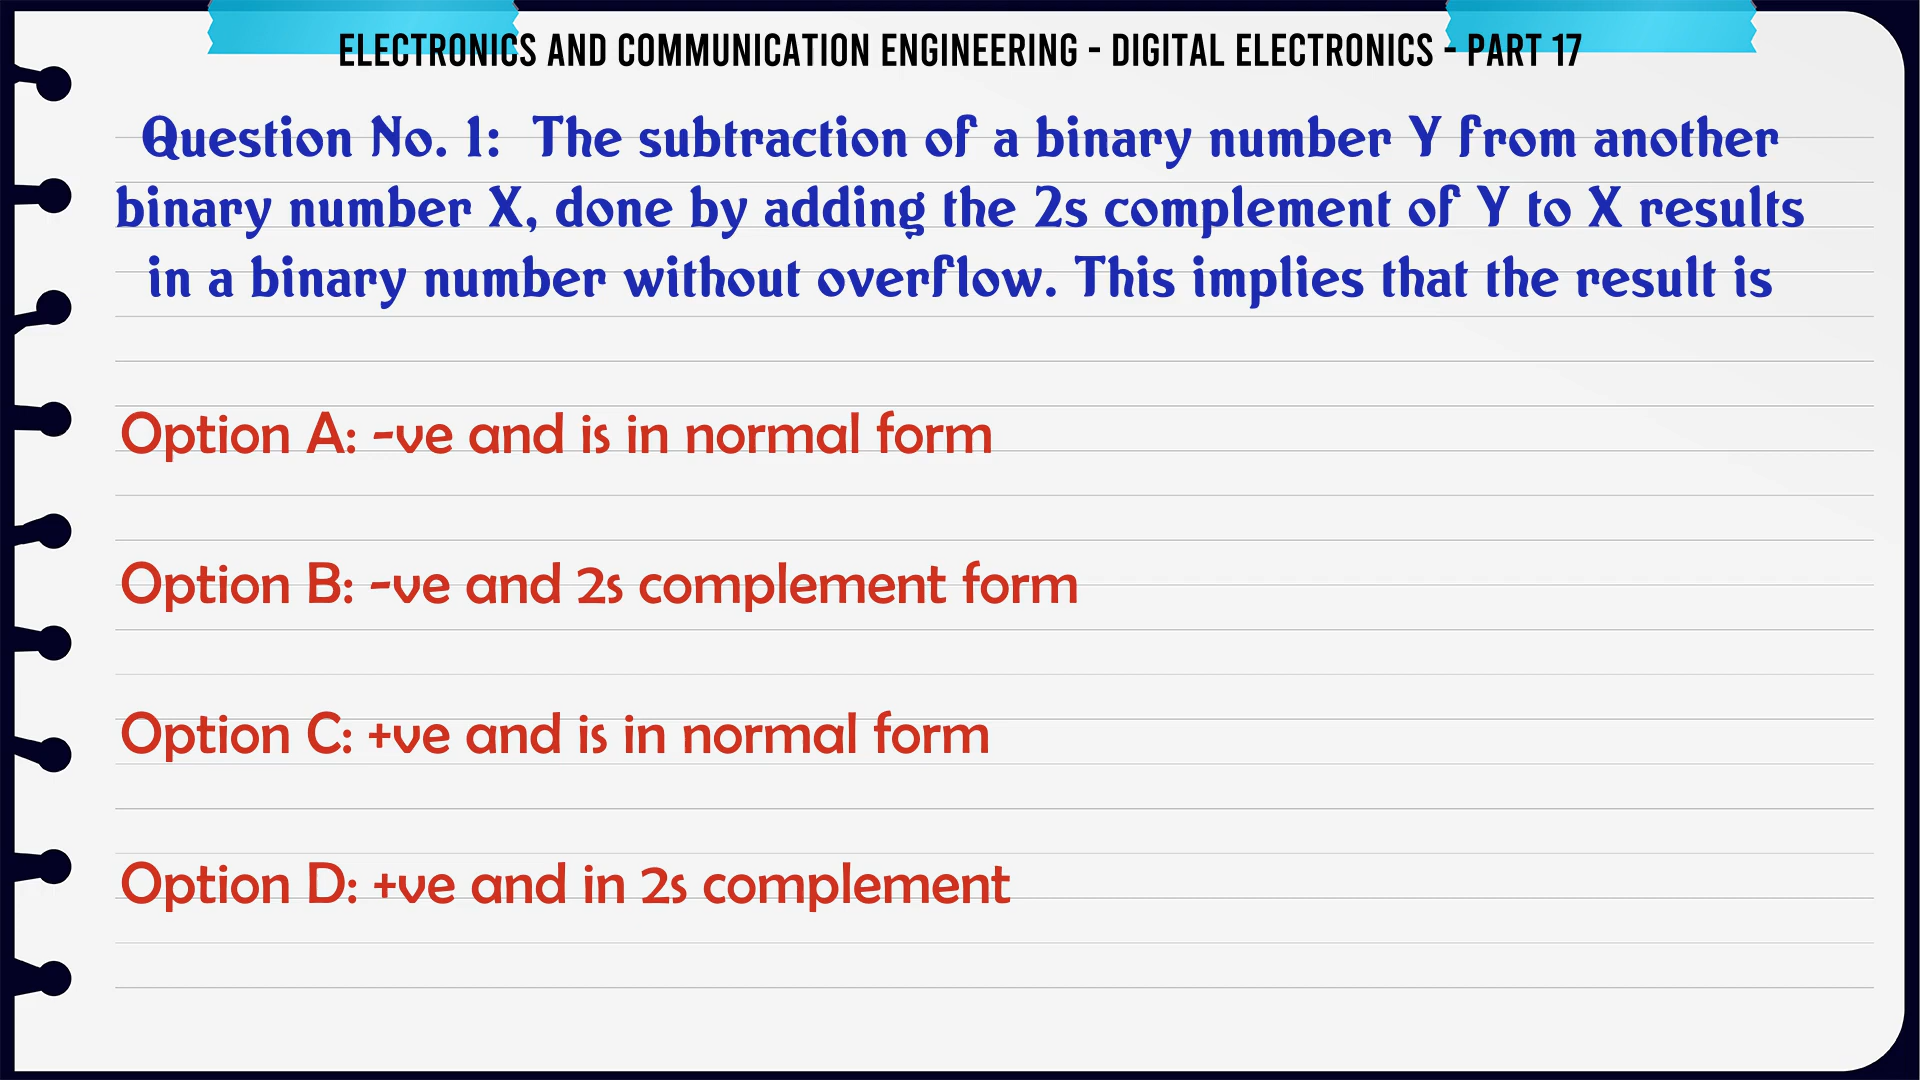 ELECTRONICS AND COMMUNICATION ENGINEERING - DIGITAL ELECTRONICS - PART 17
Question No. 1:  The subtraction of a binary number Y from another
binary number X, done by adding the 2s complement of Y to X results
in a binary number without overflow. This implies that the result is
Option A: -ve and is in normal form
Option B: -ve and 2s complement form
Option C: +ve and is in normal form
Option D: +ve and in 2s complement